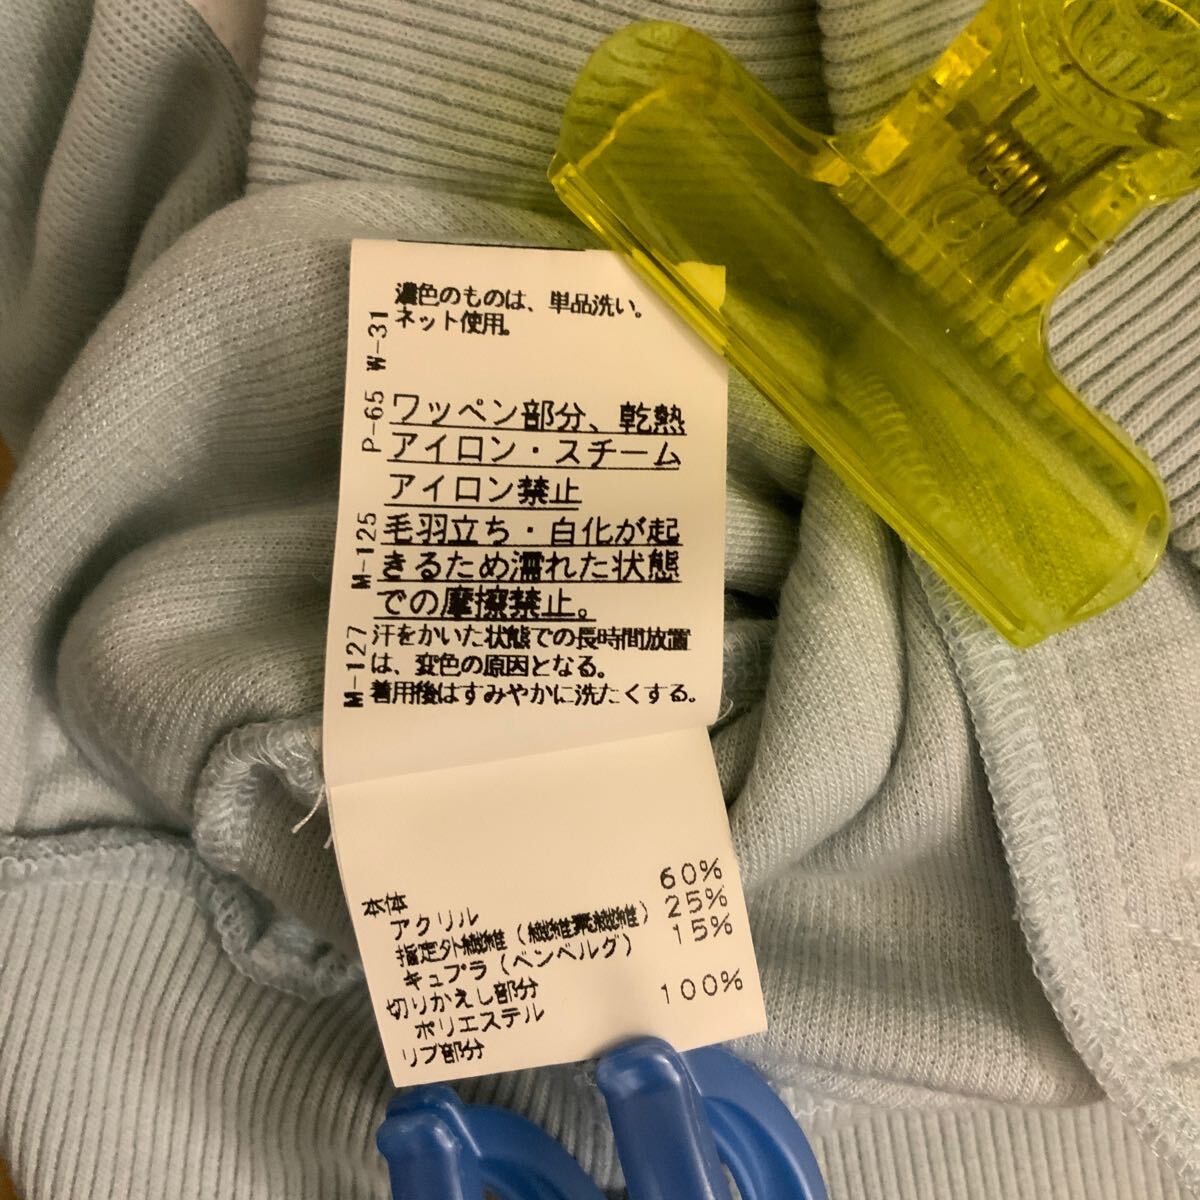 濃色のものは、単品洗い。
ネット使用。
ワッペン部分、乾熱
アイロン・スチーム
アイロン禁止
毛羽立ち・白化が起
きるため濡れた状態
での摩擦禁止。
汗をかいた状態での長時間放置
は、変色の原因となる。
着用後はすみやかに洗たくする。
M-127 M-125 P-65 W-31
本体
アクリル 60%
指定外繊維 ( ) 25%
キュプラ(ベンベルグ) 15%
切りかえし部分
ポリエステル 100%
リブ部分